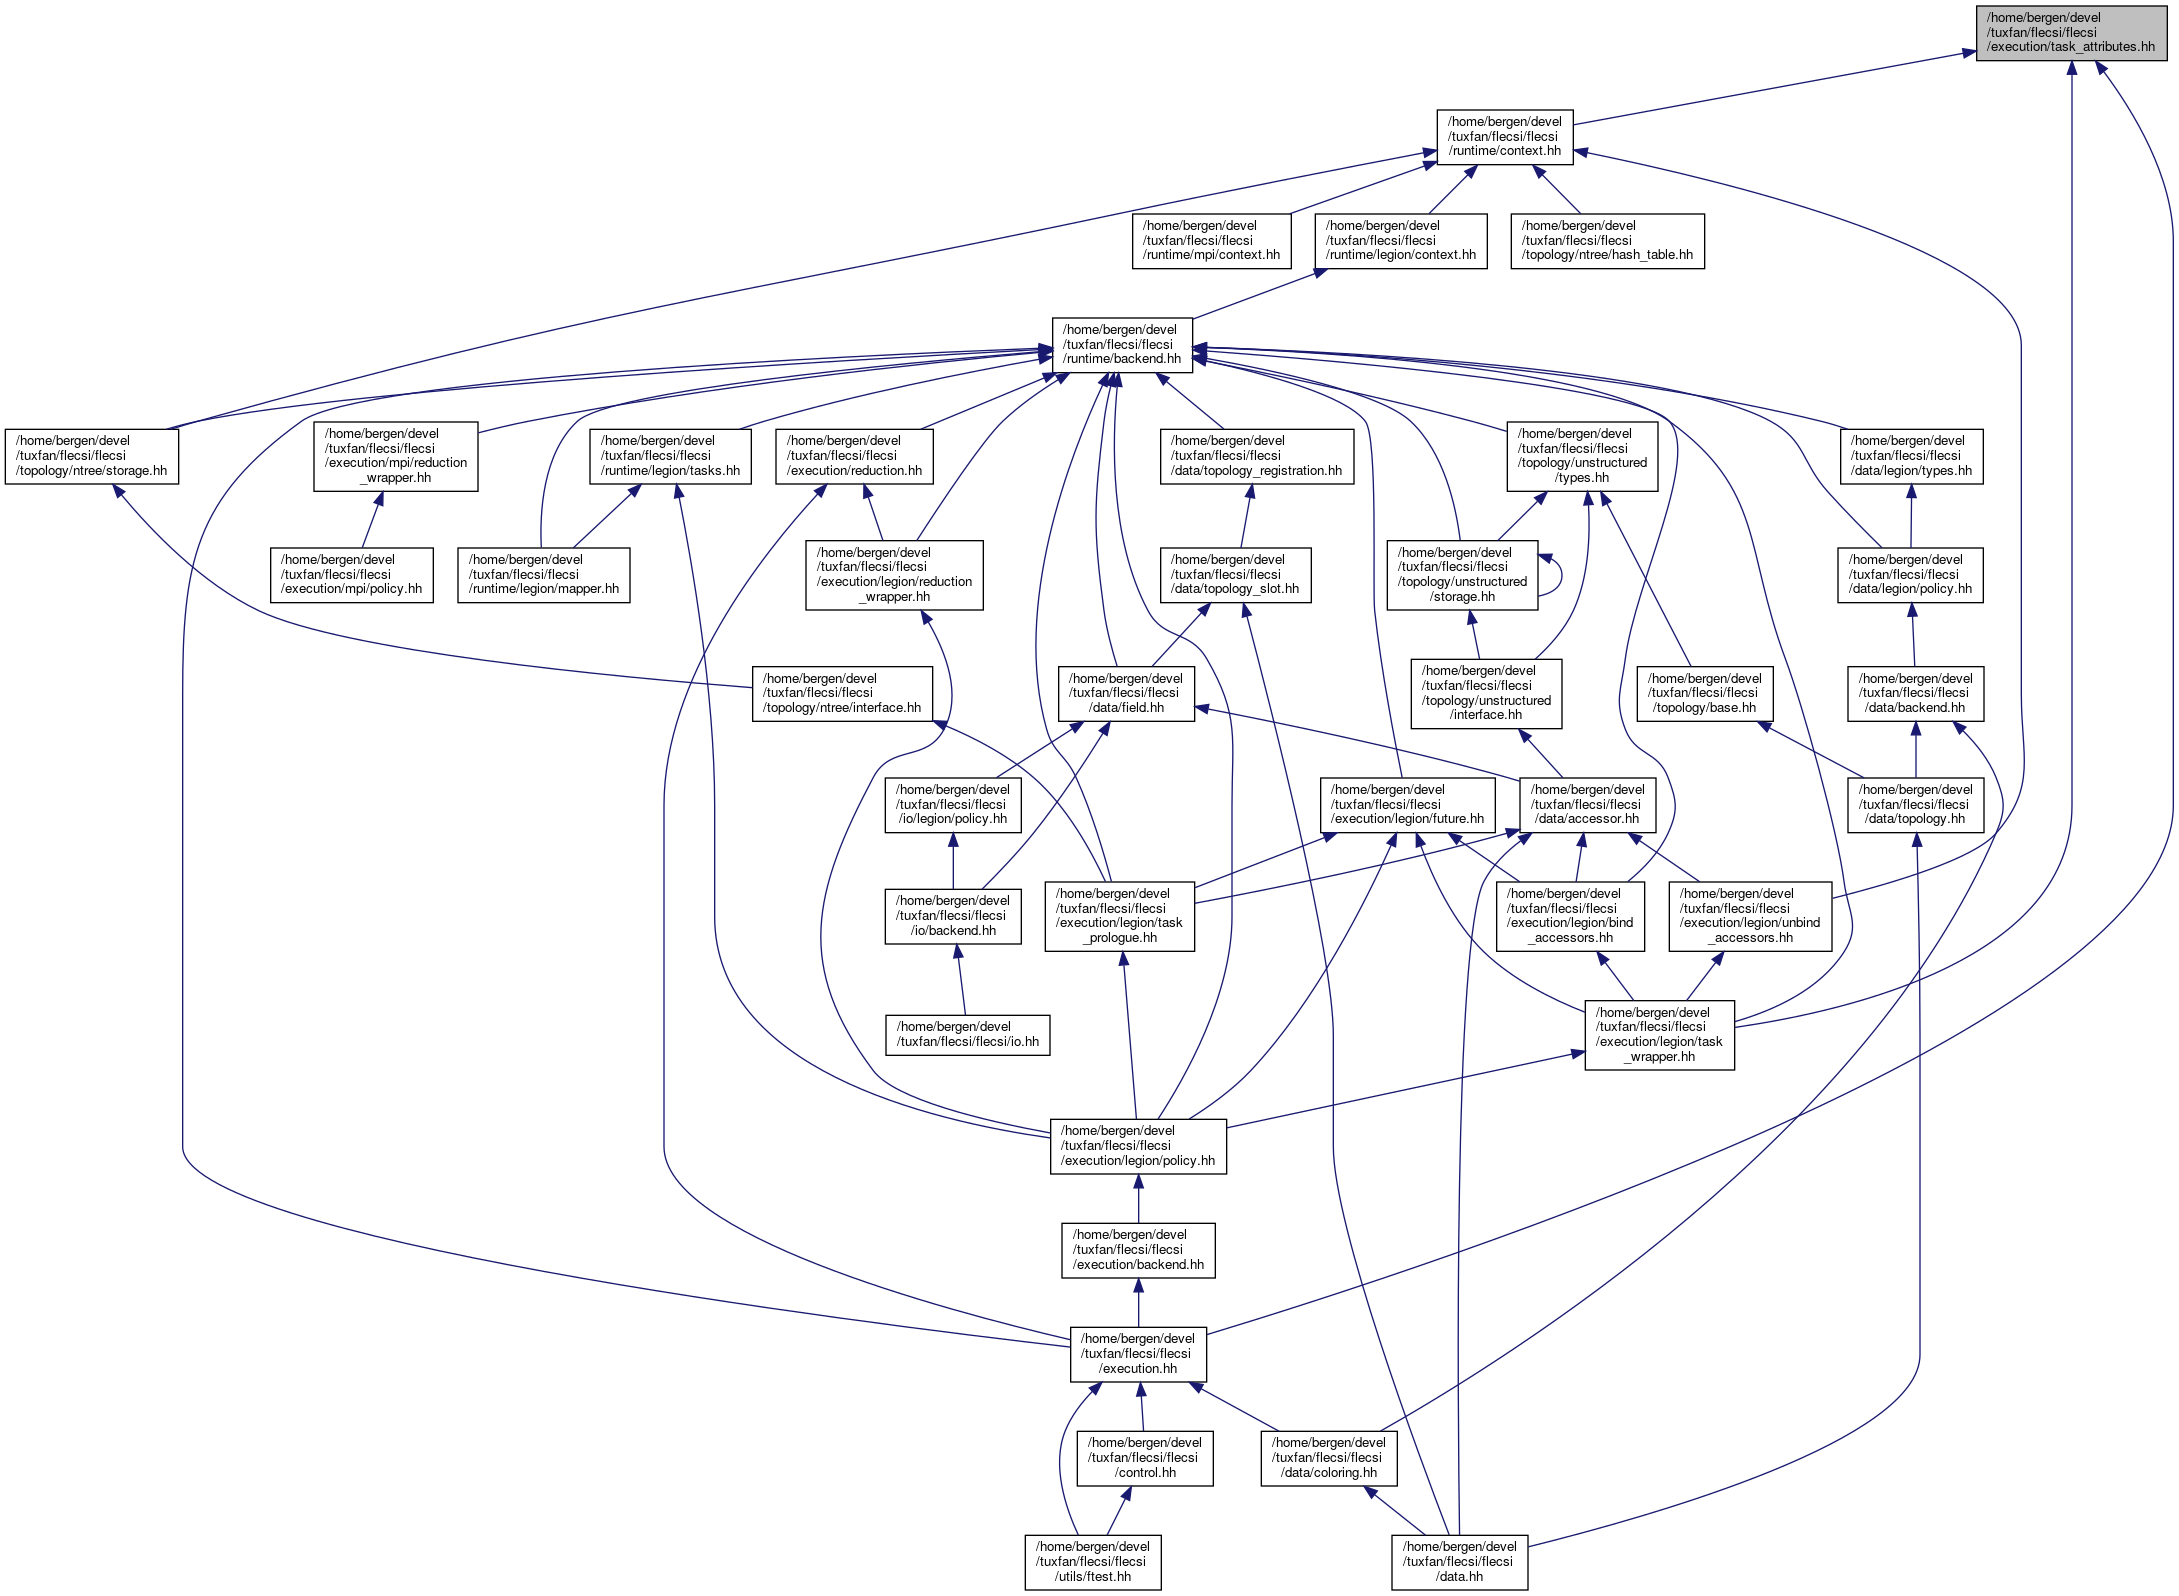 /home/bergen/devel
/tuxfan/flecsi/flecsi
/execution/task_attributes.hh
/home/bergen/devel
/tuxfan/flecsi/flecsi
/runtime/context.hh
/home/bergen/devel
/tuxfan/flecsi/flecsi
/runtime/mpi/context.hh
/home/bergen/devel
/tuxfan/flecsi/flecsi
/runtime/legion/context.hh
/home/bergen/devel
/tuxfan/flecsi/flecsi
/topology/ntree/hash_table.hh
/home/bergen/devel
/tuxfan/flecsi/flecsi
/runtime/backend.hh
/home/bergen/devel
/tuxfan/flecsi/flecsi
/topology/ntree/storage.hh
/home/bergen/devel
/tuxfan/flecsi/flecsi
/execution/mpi/reduction
_wrapper.hh
/home/bergen/devel
/tuxfan/flecsi/flecsi
/runtime/legion/tasks.hh
/home/bergen/devel
/tuxfan/flecsi/flecsi
/execution/reduction.hh
/home/bergen/devel
/tuxfan/flecsi/flecsi
/data/topology_registration.hh
/home/bergen/devel
/tuxfan/flecsi/flecsi
/topology/unstructured
/types.hh
/home/bergen/devel
/tuxfan/flecsi/flecsi
/data/legion/types.hh
/home/bergen/devel
/tuxfan/flecsi/flecsi
/execution/mpi/policy.hh
/home/bergen/devel
/tuxfan/flecsi/flecsi
/runtime/legion/mapper.hh
/home/bergen/devel
/tuxfan/flecsi/flecsi
/execution/legion/reduction
_wrapper.hh
/home/bergen/devel
/tuxfan/flecsi/flecsi
/data/topology_slot.hh
/home/bergen/devel
/tuxfan/flecsi/flecsi
/topology/unstructured
/storage.hh
/home/bergen/devel
/tuxfan/flecsi/flecsi
/data/legion/policy.hh
/home/bergen/devel
/tuxfan/flecsi/flecsi
/topology/ntree/interface.hh
/home/bergen/devel
/tuxfan/flecsi/flecsi
/data/field.hh
/home/bergen/devel
/tuxfan/flecsi/flecsi
/topology/unstructured
/interface.hh
/home/bergen/devel
/tuxfan/flecsi/flecsi
/topology/base.hh
/home/bergen/devel
/tuxfan/flecsi/flecsi
/data/backend.hh
/home/bergen/devel
/tuxfan/flecsi/flecsi
/io/legion/policy.hh
/home/bergen/devel
/tuxfan/flecsi/flecsi
/execution/legion/future.hh
/home/bergen/devel
/tuxfan/flecsi/flecsi
/data/accessor.hh
/home/bergen/devel
/tuxfan/flecsi/flecsi
/data/topology.hh
/home/bergen/devel
/tuxfan/flecsi/flecsi
/io/backend.hh
/home/bergen/devel
/tuxfan/flecsi/flecsi
/execution/legion/task
_prologue.hh
/home/bergen/devel
/tuxfan/flecsi/flecsi
/execution/legion/bind
_accessors.hh
/home/bergen/devel
/tuxfan/flecsi/flecsi
/execution/legion/unbind
_accessors.hh
/home/bergen/devel
/tuxfan/flecsi/flecsi/io.hh
/home/bergen/devel
/tuxfan/flecsi/flecsi
/execution/legion/task
_wrapper.hh
/home/bergen/devel
/tuxfan/flecsi/flecsi
/execution/legion/policy.hh
/home/bergen/devel
/tuxfan/flecsi/flecsi
/execution/backend.hh
/home/bergen/devel
/tuxfan/flecsi/flecsi
/execution.hh
/home/bergen/devel
/tuxfan/flecsi/flecsi
/control.hh
/home/bergen/devel
/tuxfan/flecsi/flecsi
/data/coloring.hh
/home/bergen/devel
/tuxfan/flecsi/flecsi
/utils/ftest.hh
/home/bergen/devel
/tuxfan/flecsi/flecsi
/data.hh